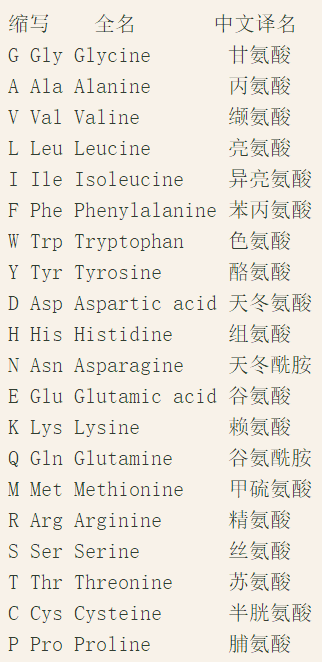 缩写 全名 中文译名
G Gly Glycine 甘氨酸
A Ala Alanine 丙氨酸
V Val Valine 缬氨酸
L Leu Leucine 亮氨酸
I Ile Isoleucine 异亮氨酸
F Phe Phenylalanine 苯丙氨酸
W Trp Tryptophan 色氨酸
Y Tyr Tyrosine 酪氨酸
D Asp Aspartic acid 天冬氨酸
H His Histidine 组氨酸
N Asn Asparagine 天冬酰胺
E Glu Glutamic acid 谷氨酸
K Lys Lysine 赖氨酸
Q Gln Glutamine 谷氨酰胺
M Met Methionine 甲硫氨酸
R Arg Arginine 精氨酸
S Ser Serine 丝氨酸
T Thr Threonine 苏氨酸
C Cys Cysteine 半胱氨酸
P Pro Proline 脯氨酸